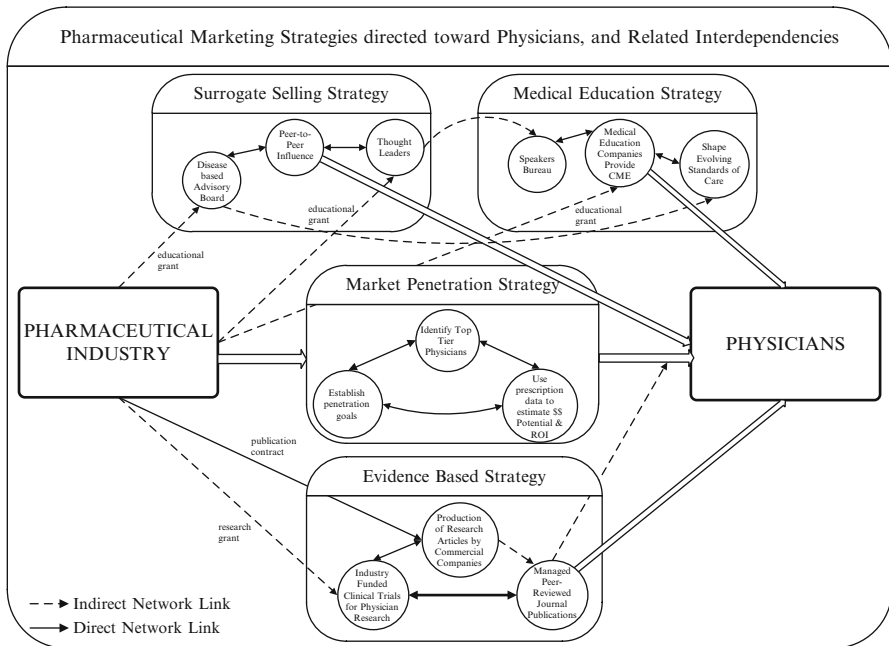 Pharmaceutical Marketing Strategies directed toward Physicians, and Related Interdependencies
Surrogate Selling Strategy
Peer-to-
Peer
Influence
Thought
Leaders
Disease
based
Advisory
Board
Medical Education Strategy
Speakers
Bureau
Medical
Education
Companies
Provide
CME
Shape
Evolving
Standards of
Care
educational
grant
educational
grant
educational
grant
PHARMACEUTICAL
INDUSTRY
Market Penetration Strategy
Identify Top
Tier
Physicians
Establish
penetration
goals
Use
prescription
data to
estimate $$
Potential &
ROI
PHYSICIANS
publication
contract
research
grant
Evidence Based Strategy
Production
of Research
Articles by
Commercial
Companies
Industry
Funded
Clinical Trials
for Physician
Research
Managed
Peer-
Reviewed
Journal
Publications
Indirect Network Link
Direct Network Link